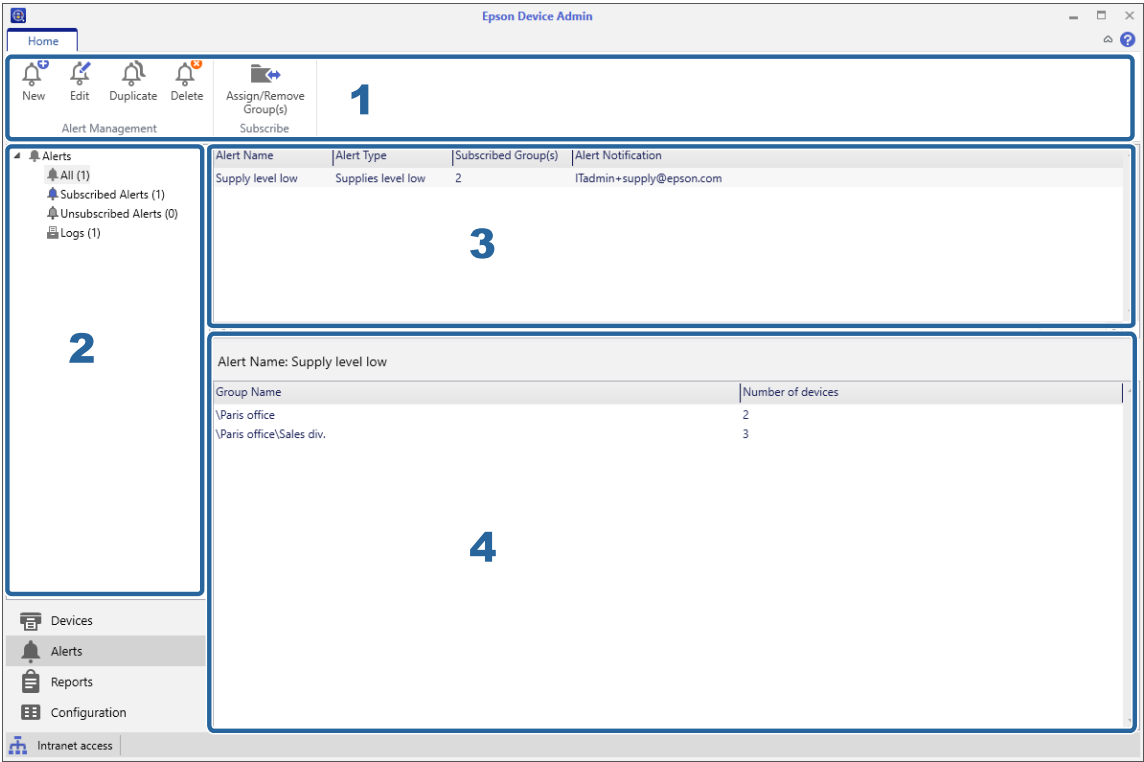 Epson Device Admin
Home
New Edit Duplicate Delete Assign/Remove Group(s)
Alert Management Subscribe
1
Alerts
All (1)
Subscribed Alerts (1)
Unsubscribed Alerts (0)
Logs (1)
2
Alert Name Alert Type Subscribed Group(s) Alert Notification
Supply level low Supplies level low 2 ITadmin+supply@epson.com
3
Alert Name: Supply level low
Group Name Number of devices
\Paris office 2
\Paris office\Sales div. 3
4
Devices
Alerts
Reports
Configuration
Intranet access